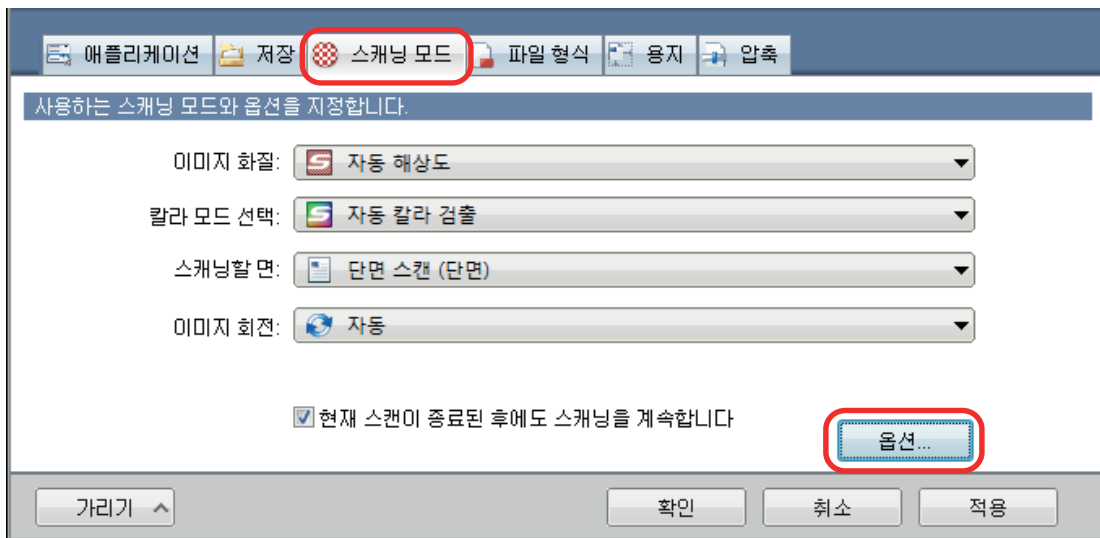 애플리케이션 저장 스캐닝 모드 파일 형식 용지 압축
사용하는 스캐닝 모드와 옵션을 지정합니다.
이미지 화질: 자동 해상도
칼라 모드 선택: 자동 칼라 검출
스캐닝할 면: 단면 스캔 (단면)
이미지 회전: 자동
현재 스캔이 종료된 후에도 스캐닝을 계속합니다
옵션...
가리기 확인 취소 적용